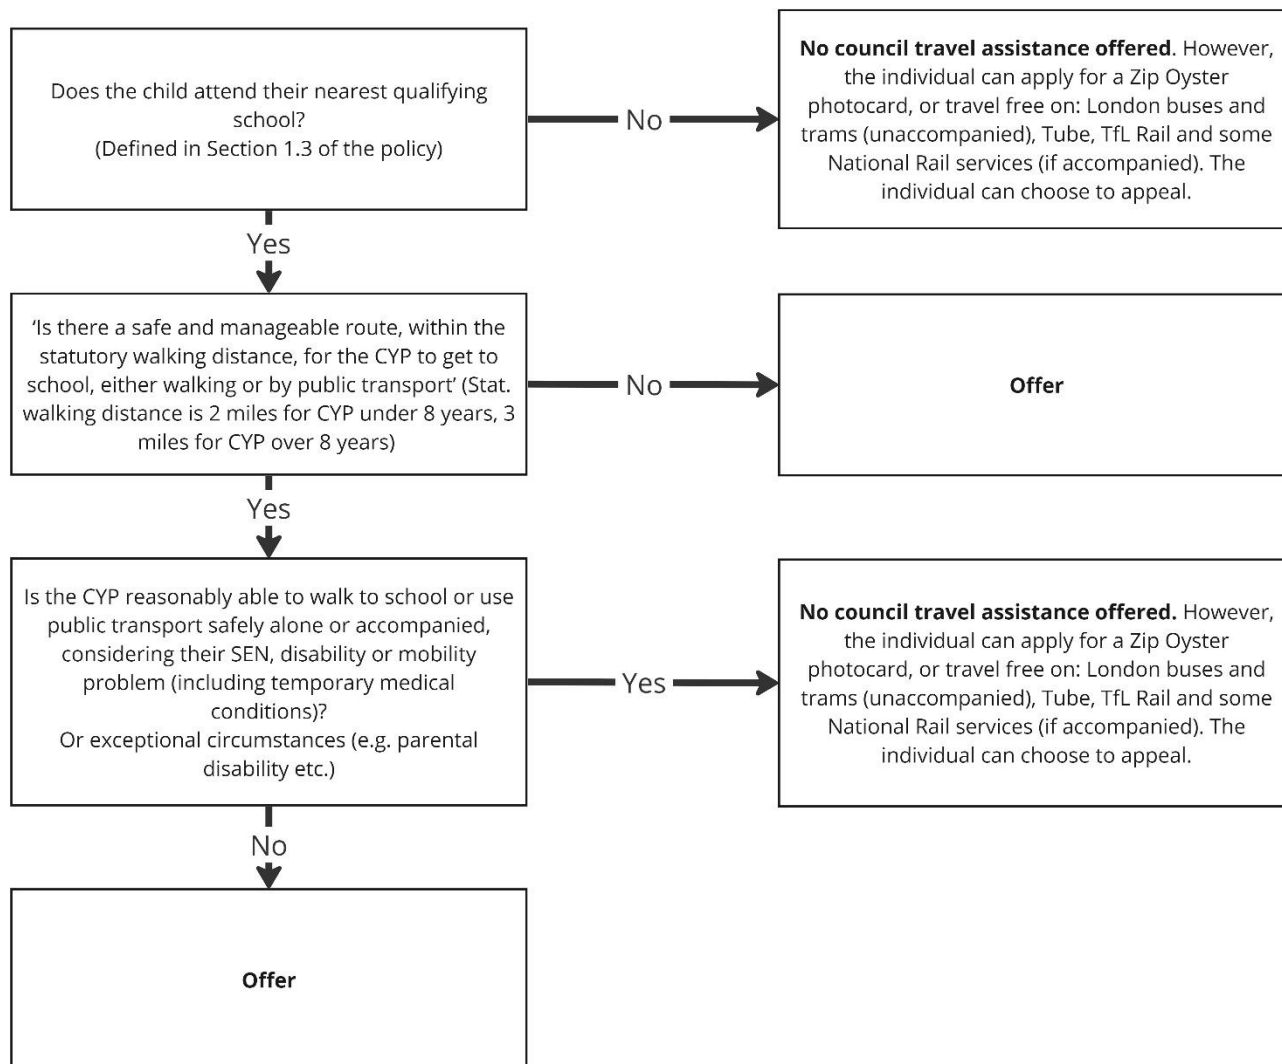 Does the child attend their nearest qualifying
school?
(Defined in Section 1.3 of the policy)
No
No council travel assistance offered. However,
the individual can apply for a Zip Oyster
photocard, or travel free on: London buses and
trams (unaccompanied), Tube, TfL Rail and some
National Rail services (if accompanied). The
individual can choose to appeal.
Yes
‘Is there a safe and manageable route, within the
statutory walking distance, for the CYP to get to
school, either walking or by public transport’ (Stat.
walking distance is 2 miles for CYP under 8 years, 3
miles for CYP over 8 years)
No
Offer
Yes
Is the CYP reasonably able to walk to school or use
public transport safely alone or accompanied,
considering their SEN, disability or mobility
problem (including temporary medical
conditions)?
Or exceptional circumstances (e.g. parental
disability etc.)
Yes
No council travel assistance offered. However,
the individual can apply for a Zip Oyster
photocard, or travel free on: London buses and
trams (unaccompanied), Tube, TfL Rail and some
National Rail services (if accompanied). The
individual can choose to appeal.
No
Offer